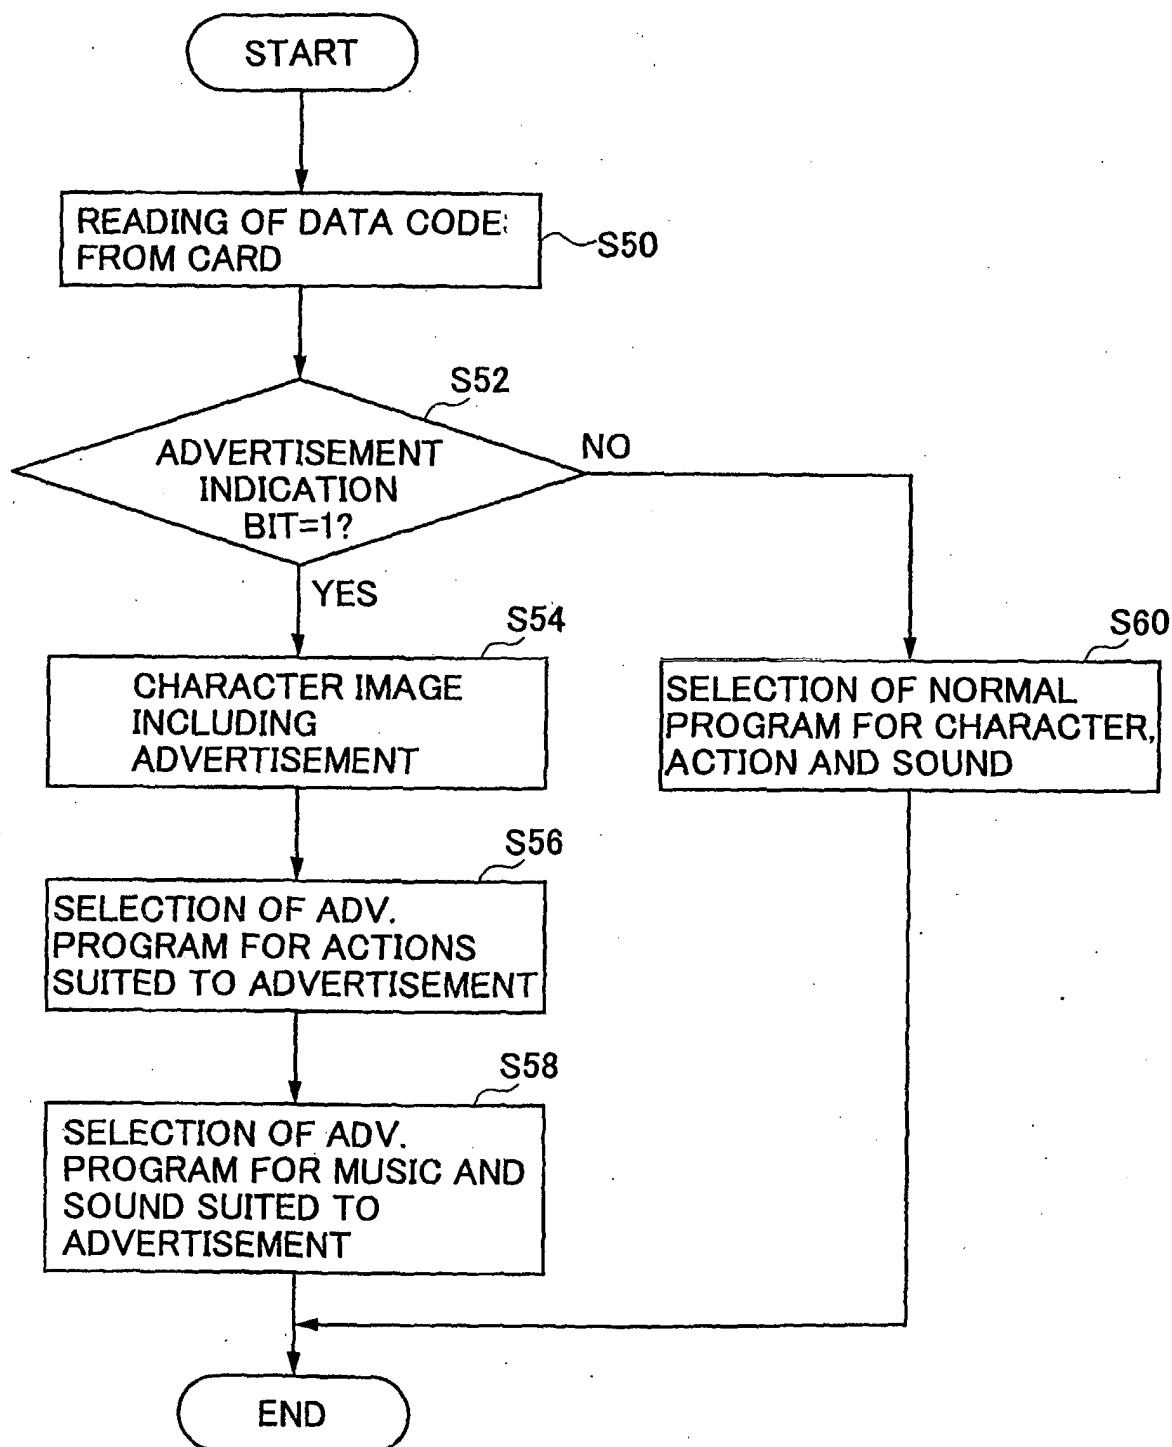 START
READING OF DATA CODE
FROM CARD
S50
S52
ADVERTISEMENT
INDICATION
BIT=1?
NO
YES
S54
CHARACTER IMAGE
INCLUDING
ADVERTISEMENT
S60
SELECTION OF NORMAL
PROGRAM FOR CHARACTER,
ACTION AND SOUND
S56
SELECTION OF ADV.
PROGRAM FOR ACTIONS
SUITED TO ADVERTISEMENT
S58
SELECTION OF ADV.
PROGRAM FOR MUSIC AND
SOUND SUITED TO
ADVERTISEMENT
END